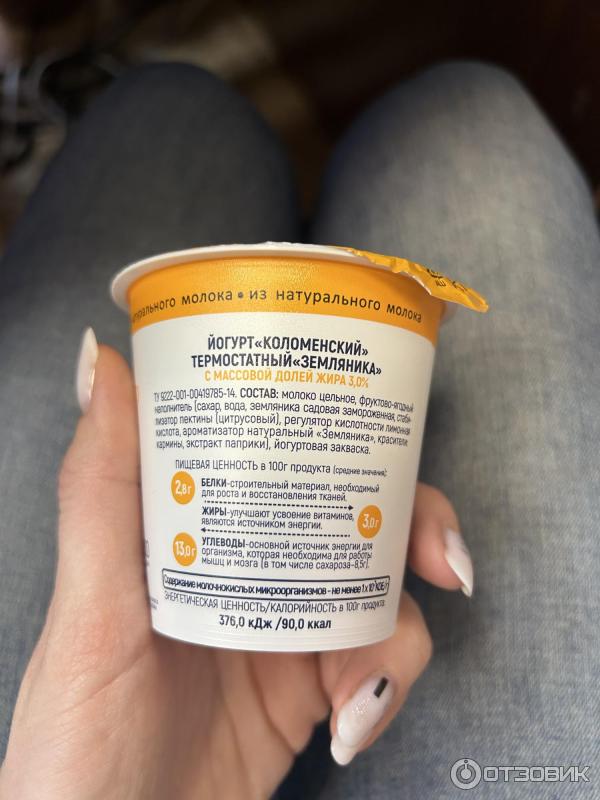 натурального молока • из натурального молока
ЙОГУРТ «КОЛОМЕНСКИЙ»
ТЕРМОСТАТНЫЙ «ЗЕМЛЯНИКА»
С МАССОВОЙ ДОЛЕЙ ЖИРА 3,0%
ТУ 9222-001-00419785-14. СОСТАВ: молоко цельное, фруктово-ягодный
наполнитель (сахар, вода, земляника садовая замороженная, стаби-
лизатор пектины (цитрусовый), регулятор кислотности лимонная
кислота, ароматизатор натуральный «Земляника», красители:
кармины, экстракт паприки), йогуртовая закваска.
ПИЩЕВАЯ ЦЕННОСТЬ в 100г продукта (средние значения):
2,8 г
БЕЛКИ-строительный материал, необходимый
для роста и восстановления тканей.
ЖИРЫ-улучшают усвоение витаминов,
являются источником энергии.
3,0 г
13,0 г
УГЛЕВОДЫ-основной источник энергии для
организма, которая необходима для работы
мышц и мозга (в том числе сахароза-8,5г).
Содержание молочнокислых микроорганизмов - не менее 1х10⁷КОЕ/г
ЭНЕРГЕТИЧЕСКАЯ ЦЕННОСТЬ/КАЛОРИЙНОСТЬ в 100г продукта:
376,0 кДж /90,0 ккал
ОТЗОВИК